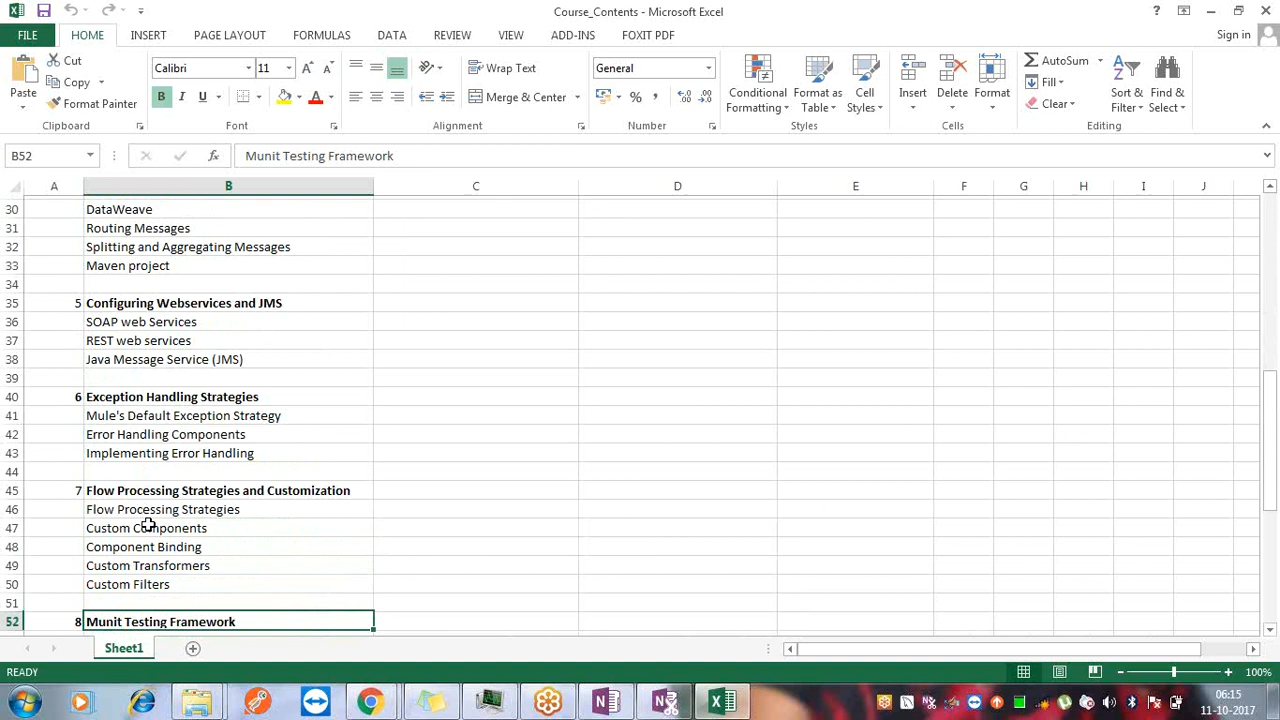 Course_Contents - Microsoft Excel
FILE HOME INSERT PAGE LAYOUT FORMULAS DATA REVIEW VIEW ADD-INS FOXIT PDF Sign in
Paste Cut Copy Format Painter Clipboard
Calibri 11 B I U Font
Wrap Text Merge & Center Alignment
General % Number
Conditional Formatting Format as Table Cell Styles Styles
Insert Delete Format Cells
AutoSum Fill Clear Sort & Filter Find & Select Editing
B52 fx Munit Testing Framework
A B C D E F G H I J
30 DataWeave
31 Routing Messages
32 Splitting and Aggregating Messages
33 Maven project
34
35 5 Configuring Webservices and JMS
36 SOAP web Services
37 REST web services
38 Java Message Service (JMS)
39
40 6 Exception Handling Strategies
41 Mule's Default Exception Strategy
42 Error Handling Components
43 Implementing Error Handling
44
45 7 Flow Processing Strategies and Customization
46 Flow Processing Strategies
47 Custom Components
48 Component Binding
49 Custom Transformers
50 Custom Filters
51
52 8 Munit Testing Framework
Sheet1
READY 100%
06:15
11-10-2017